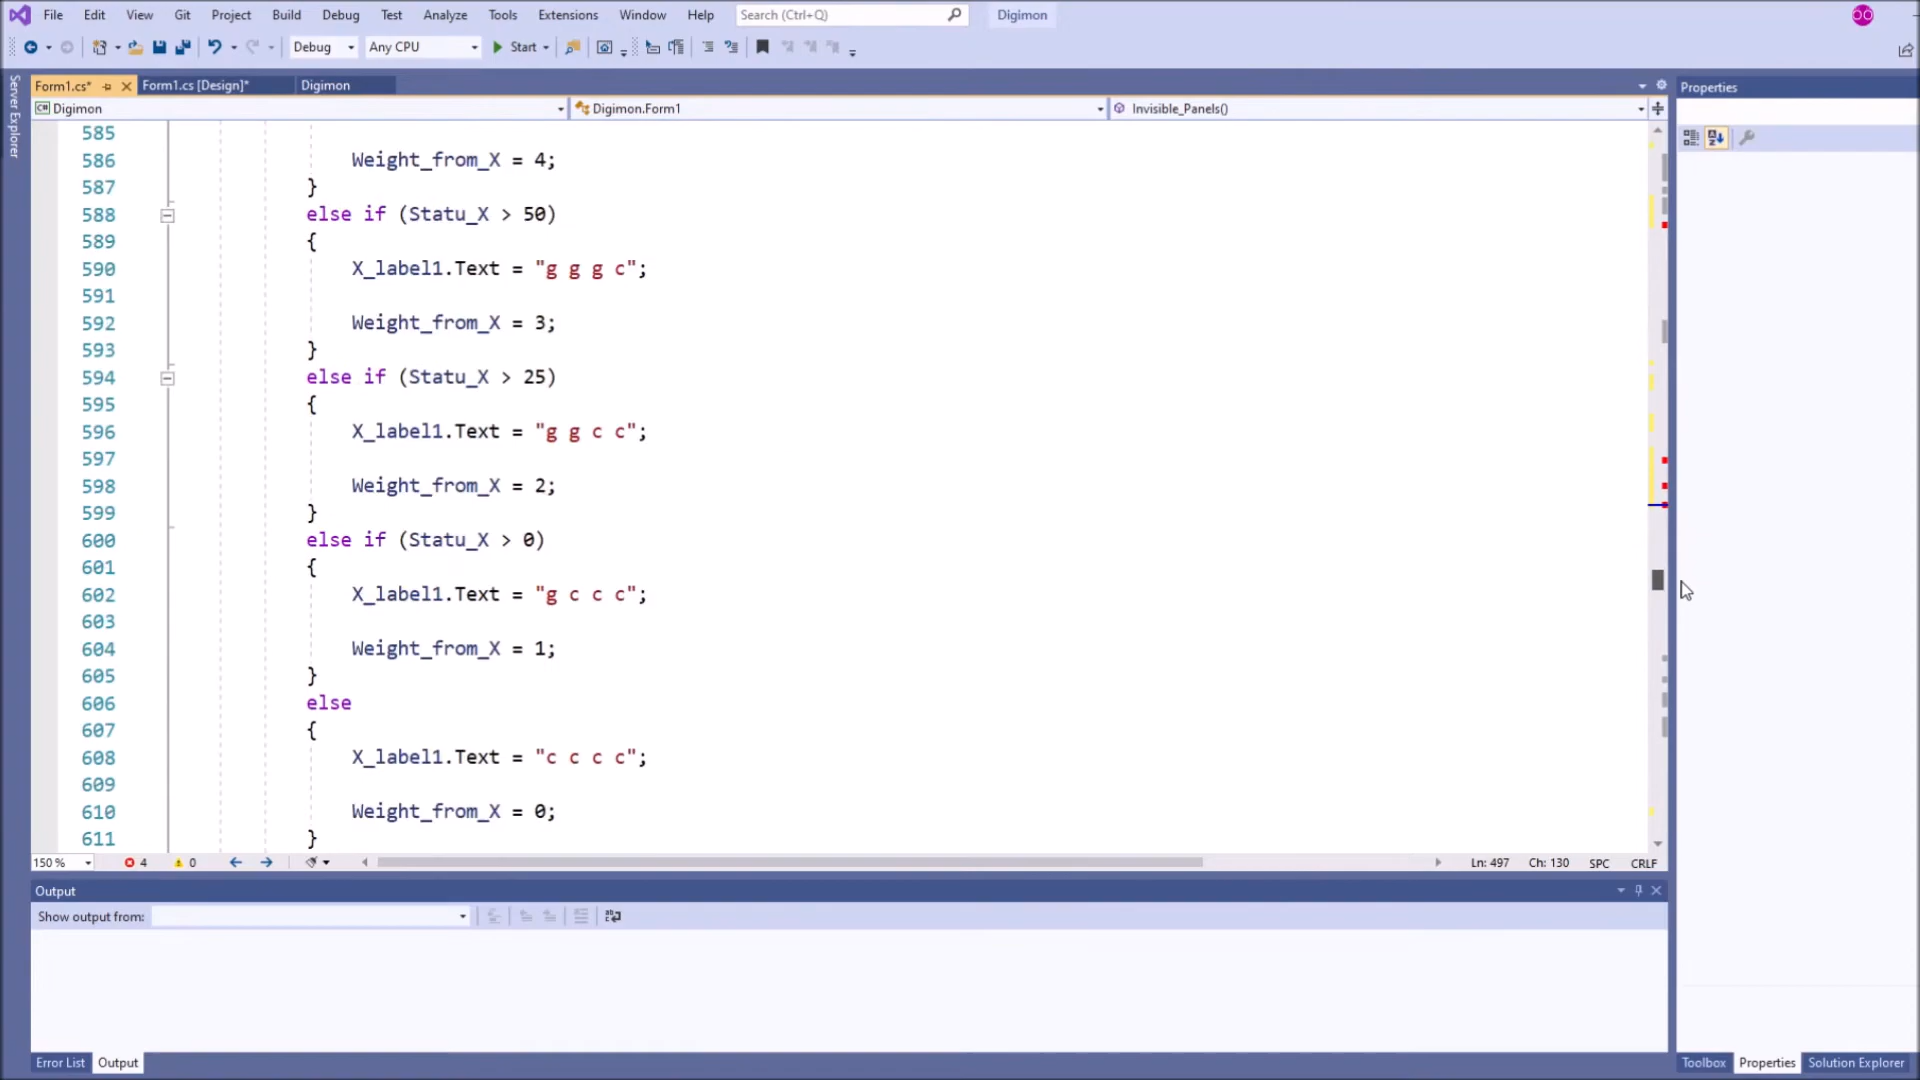 File Edit View Git Project Build Debug Test Analyze Tools Extensions Window Help Search (Ctrl+Q) Digimon
Debug Any CPU Start
Server Explorer
Form1.cs* Form1.cs [Design]* Digimon
Properties
Digimon Digimon.Form1 Invisible_Panels()
585
586 Weight_from_X = 4;
587 }
588 else if (Statu_X > 50)
589 {
590 X_label1.Text = "g g g c";
591
592 Weight_from_X = 3;
593 }
594 else if (Statu_X > 25)
595 {
596 X_label1.Text = "g g c c";
597
598 Weight_from_X = 2;
599 }
600 else if (Statu_X > 0)
601 {
602 X_label1.Text = "g c c c";
603
604 Weight_from_X = 1;
605 }
606 else
607 {
608 X_label1.Text = "c c c c";
609
610 Weight_from_X = 0;
611 }
150 % 4 0 Ln: 497 Ch: 130 SPC CRLF
Output
Show output from:
Error List Output
Toolbox Properties Solution Explorer